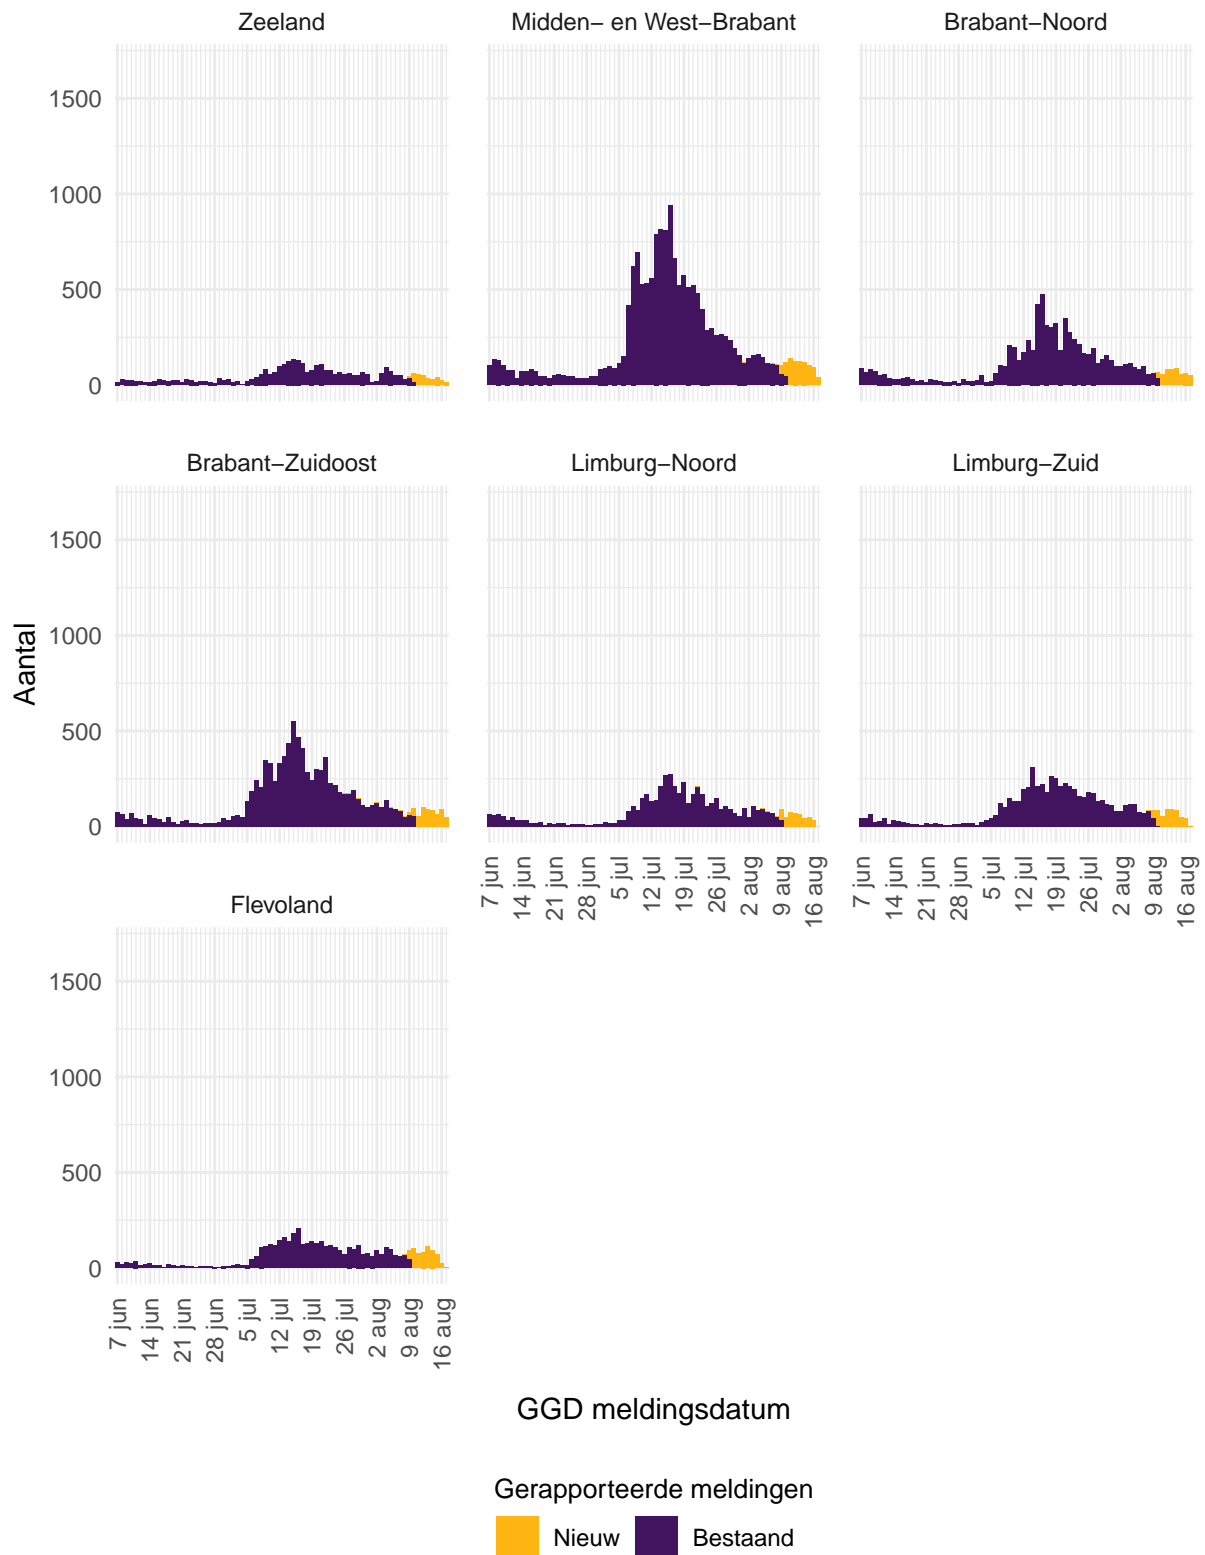 Zeeland
Midden− en West−Brabant
Brabant−Noord
1500
1000
500
0
Brabant−Zuidoost
Limburg−Noord
Limburg−Zuid
1500
1000
500
0
7 jun 14 jun 21 jun 28 jun 5 jul 12 jul 19 jul 26 jul 2 aug 9 aug 16 aug
7 jun 14 jun 21 jun 28 jun 5 jul 12 jul 19 jul 26 jul 2 aug 9 aug 16 aug
Flevoland
1500
1000
500
0
7 jun 14 jun 21 jun 28 jun 5 jul 12 jul 19 jul 26 jul 2 aug 9 aug 16 aug
Aantal
GGD meldingsdatum
Gerapporteerde meldingen
Nieuw Bestaand